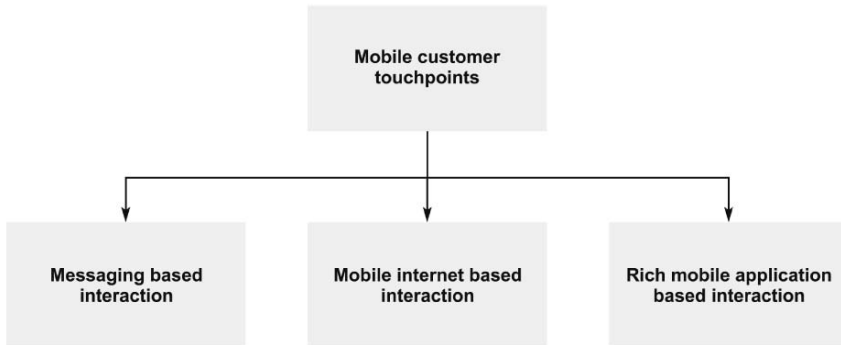 Mobile customer
touchpoints
Messaging based
interaction
Mobile internet based
interaction
Rich mobile application
based interaction